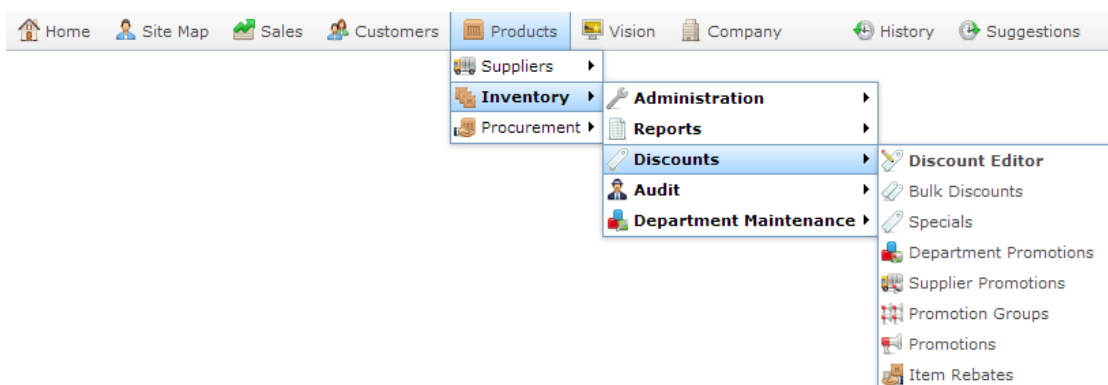 Home Site Map Sales Customers Products Vision Company History Suggestions
Suppliers
Inventory
Procurement
Administration
Reports
Discounts
Audit
Department Maintenance
Discount Editor
Bulk Discounts
Specials
Department Promotions
Supplier Promotions
Promotion Groups
Promotions
Item Rebates